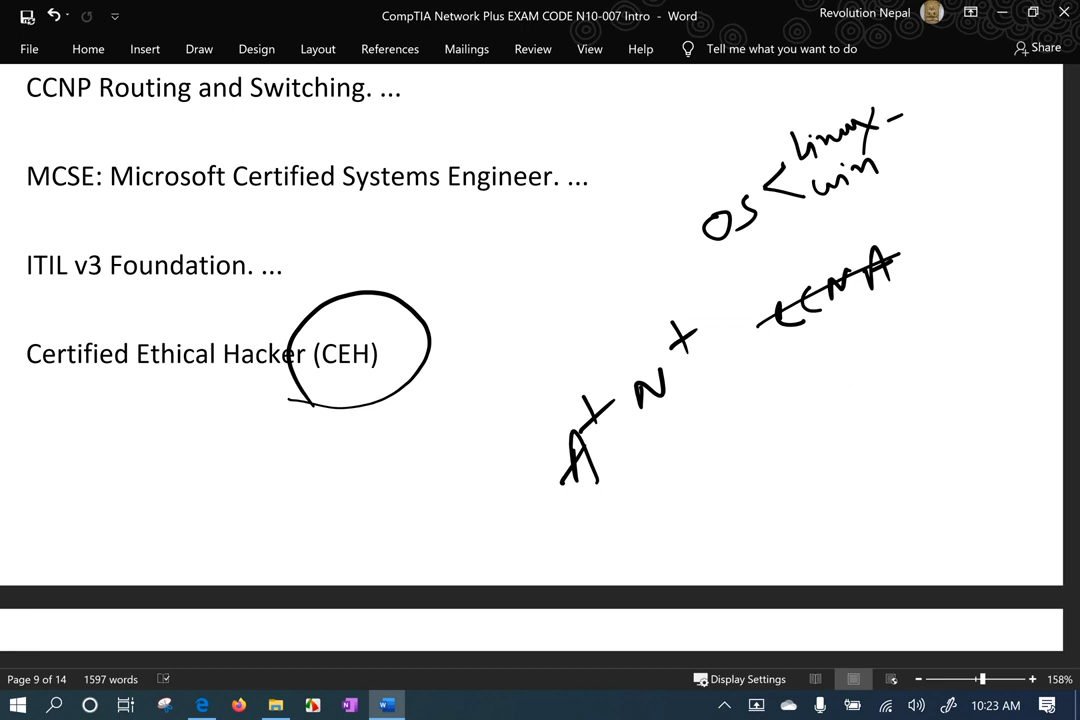 CompTIA Network Plus EXAM CODE N10-007 Intro - Word
Revolution Nepal
File Home Insert Draw Design Layout References Mailings Review View Help Tell me what you want to do Share
CCNP Routing and Switching. ...
MCSE: Microsoft Certified Systems Engineer. ...
ITIL v3 Foundation. ...
Certified Ethical Hacker (CEH)
Linux -
OS < win
CCNA
N+
A+
Page 9 of 14 1597 words Display Settings 158%
10:23 AM